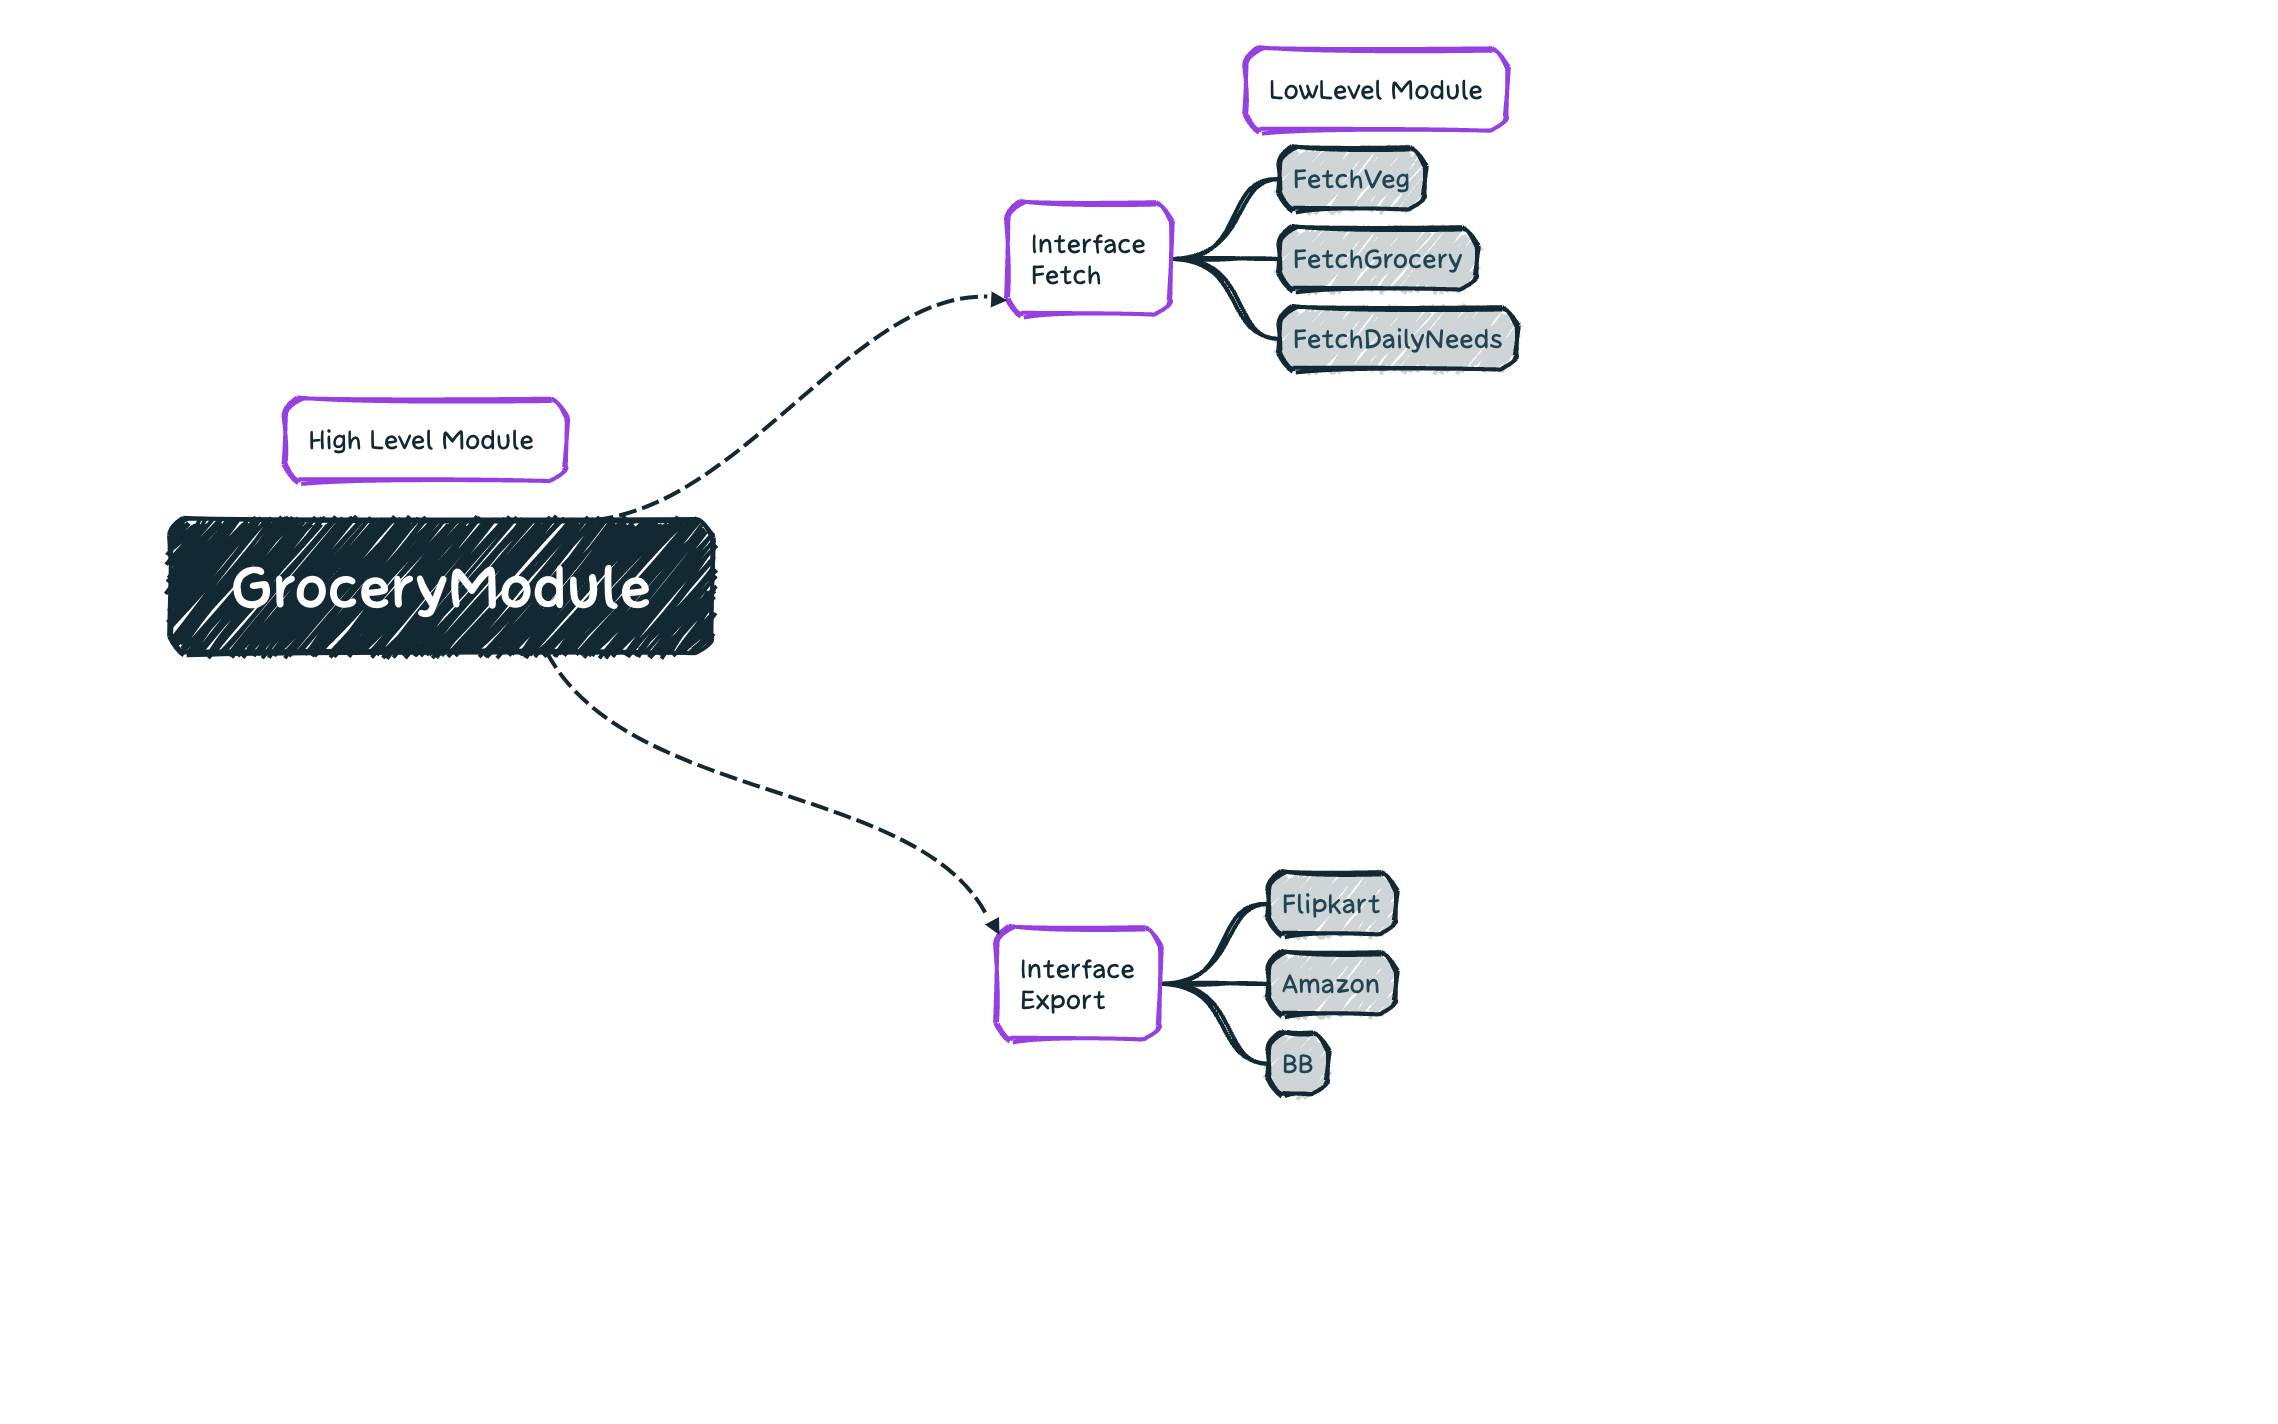 LowLevel Module
FetchVeg
Interface
Fetch
FetchGrocery
FetchDailyNeeds
High Level Module
GroceryModule
Flipkart
Interface
Export
Amazon
BB